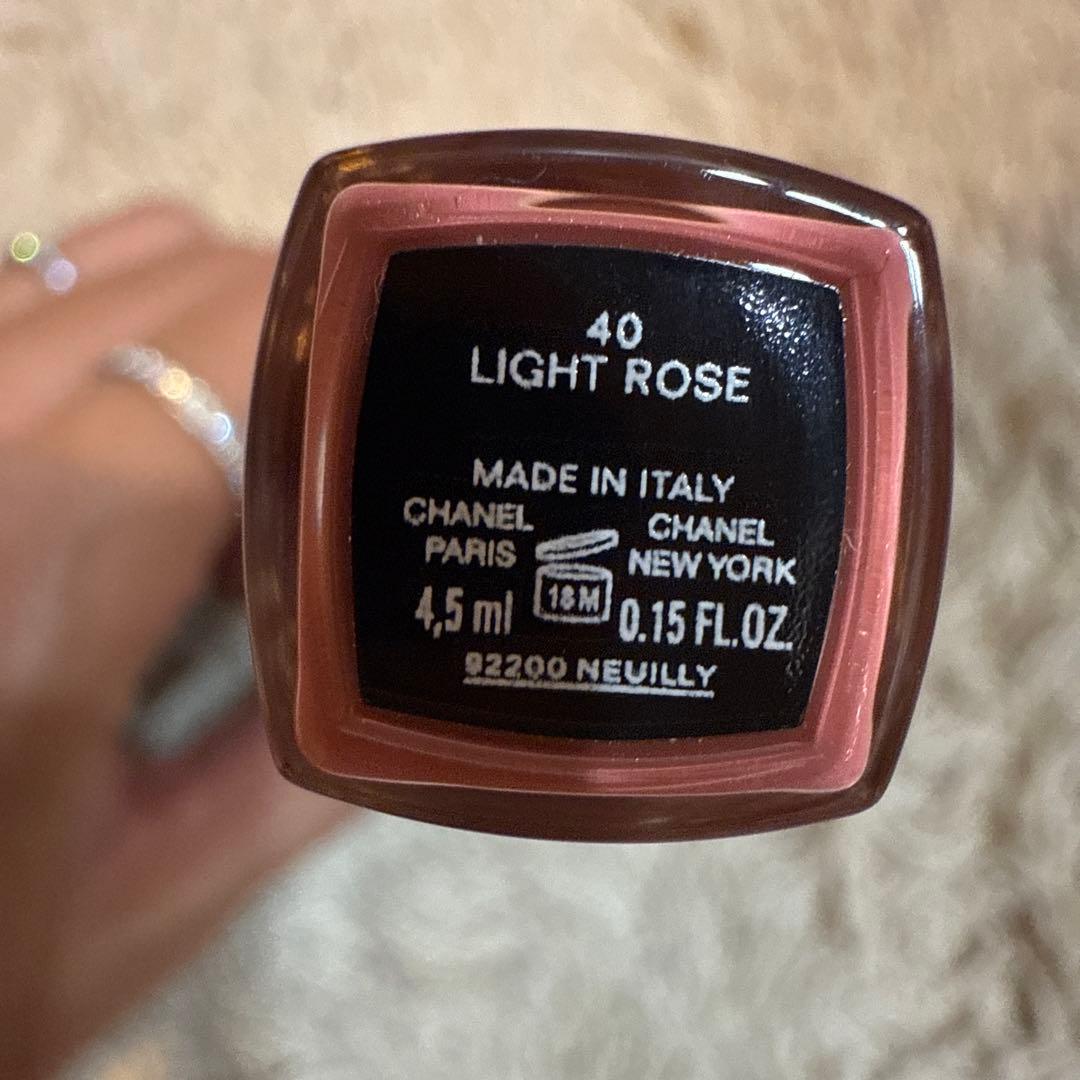 40
LIGHT ROSE
MADE IN ITALY
CHANEL PARIS
CHANEL NEW YORK
4,5 ml
18M
0.15 FL.OZ.
92200 NEUILLY